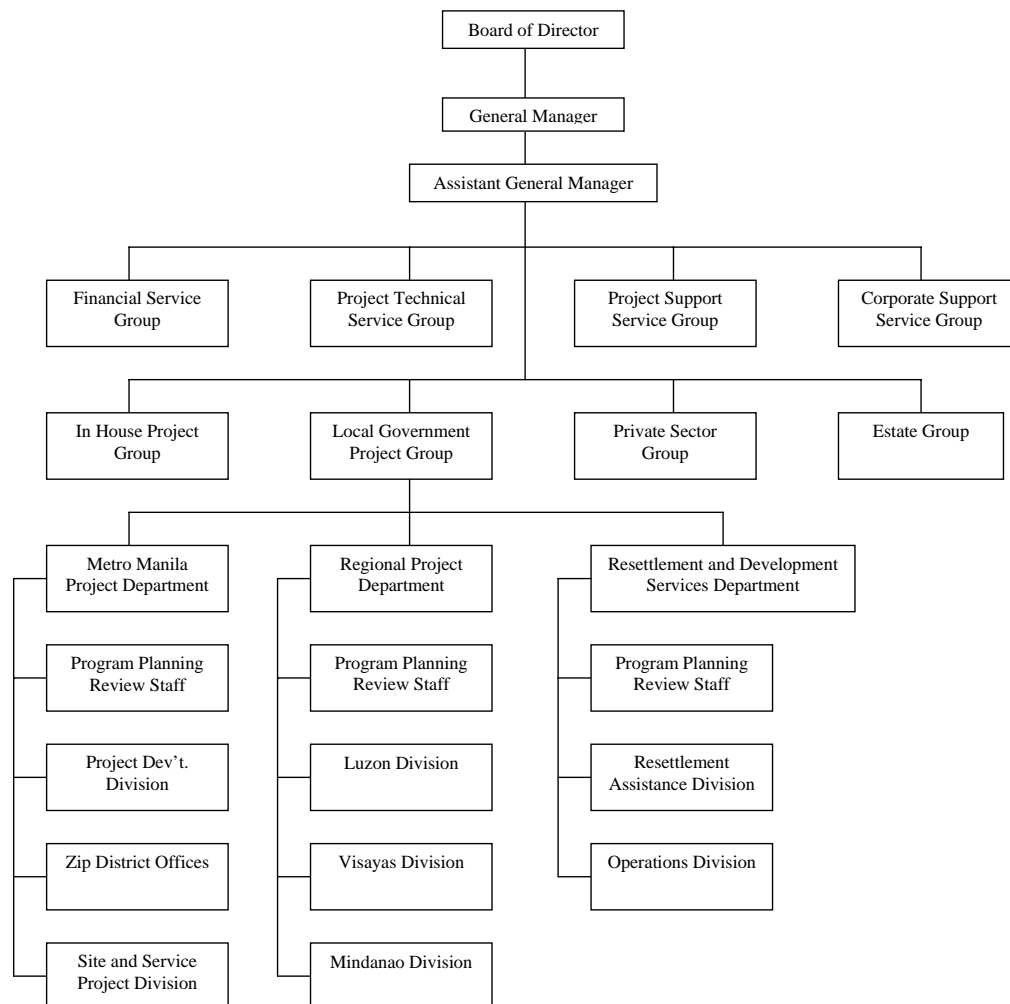 Board of Director
General Manager
Assistant General Manager
Financial Service
Group
Project Technical
Service Group
Project Support
Service Group
Corporate Support
Service Group
In House Project
Group
Local Government
Project Group
Private Sector
Group
Estate Group
Metro Manila
Project Department
Regional Project
Department
Resettlement and Development
Services Department
Program Planning
Review Staff
Program Planning
Review Staff
Program Planning
Review Staff
Project Dev’t.
Division
Luzon Division
Resettlement
Assistance Division
Zip District Offices
Visayas Division
Operations Division
Site and Service
Project Division
Mindanao Division